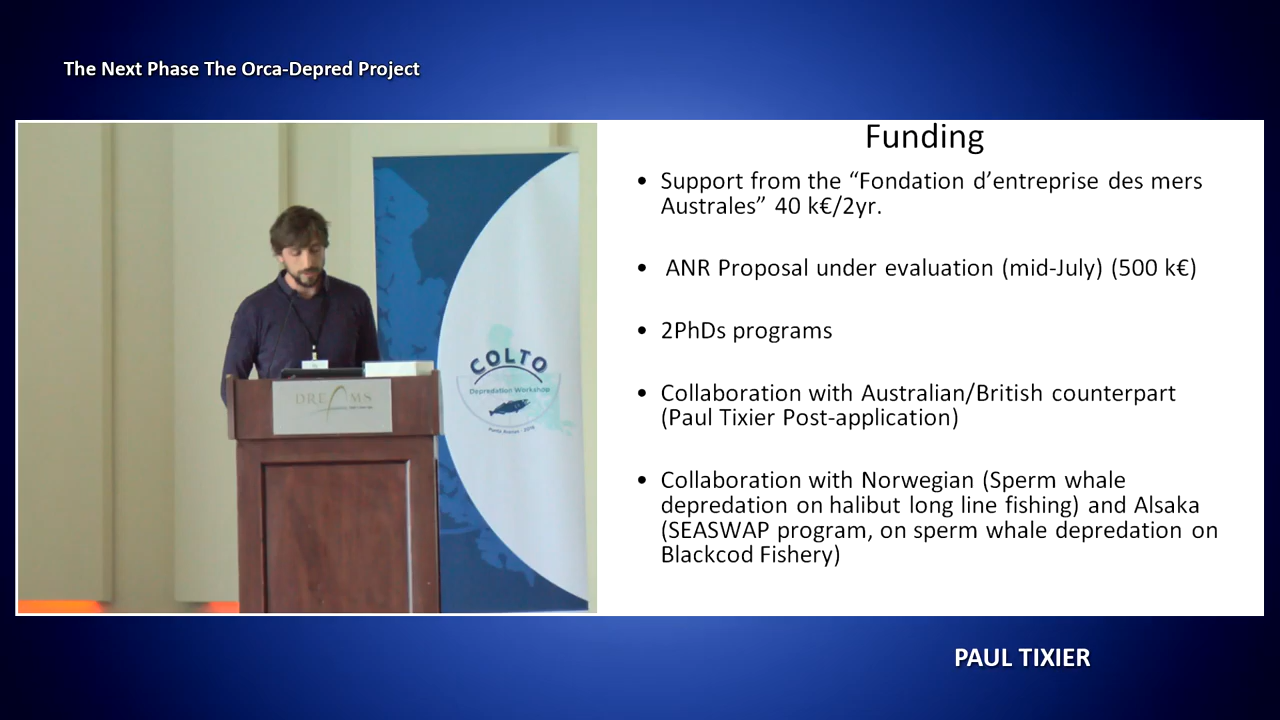 The Next Phase The Orca-Depred Project
Funding
• Support from the “Fondation d’entreprise des mers
Australes” 40 k€/2yr.
• ANR Proposal under evaluation (mid-July) (500 k€)
• 2PhDs programs
• Collaboration with Australian/British counterpart
(Paul Tixier Post-application)
• Collaboration with Norwegian (Sperm whale
depredation on halibut long line fishing) and Alsaka
(SEASWAP program, on sperm whale depredation on
Blackcod Fishery)
COLTO
Depredation Workshop
DREAMS
PAUL TIXIER